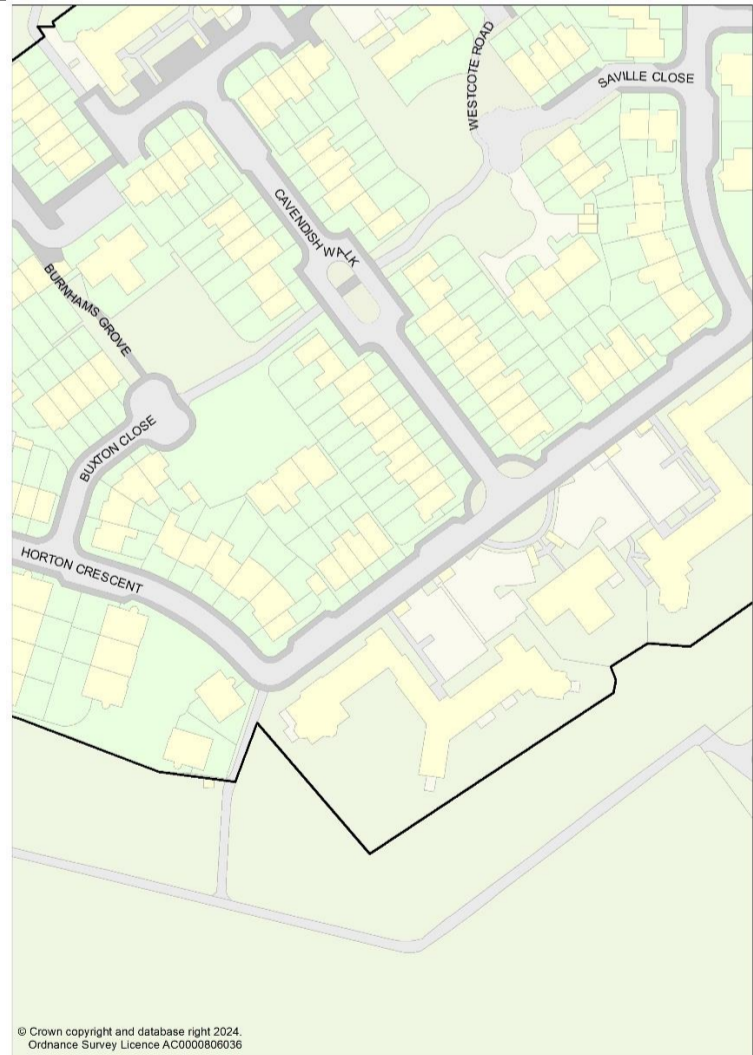 WESTCOTE ROAD
SAVILLE CLOSE
CAVENDISH WALK
BURNHAMS GROVE
BUXTON CLOSE
HORTON CRESCENT
© Crown copyright and database right 2024.
Ordnance Survey Licence AC0000806036